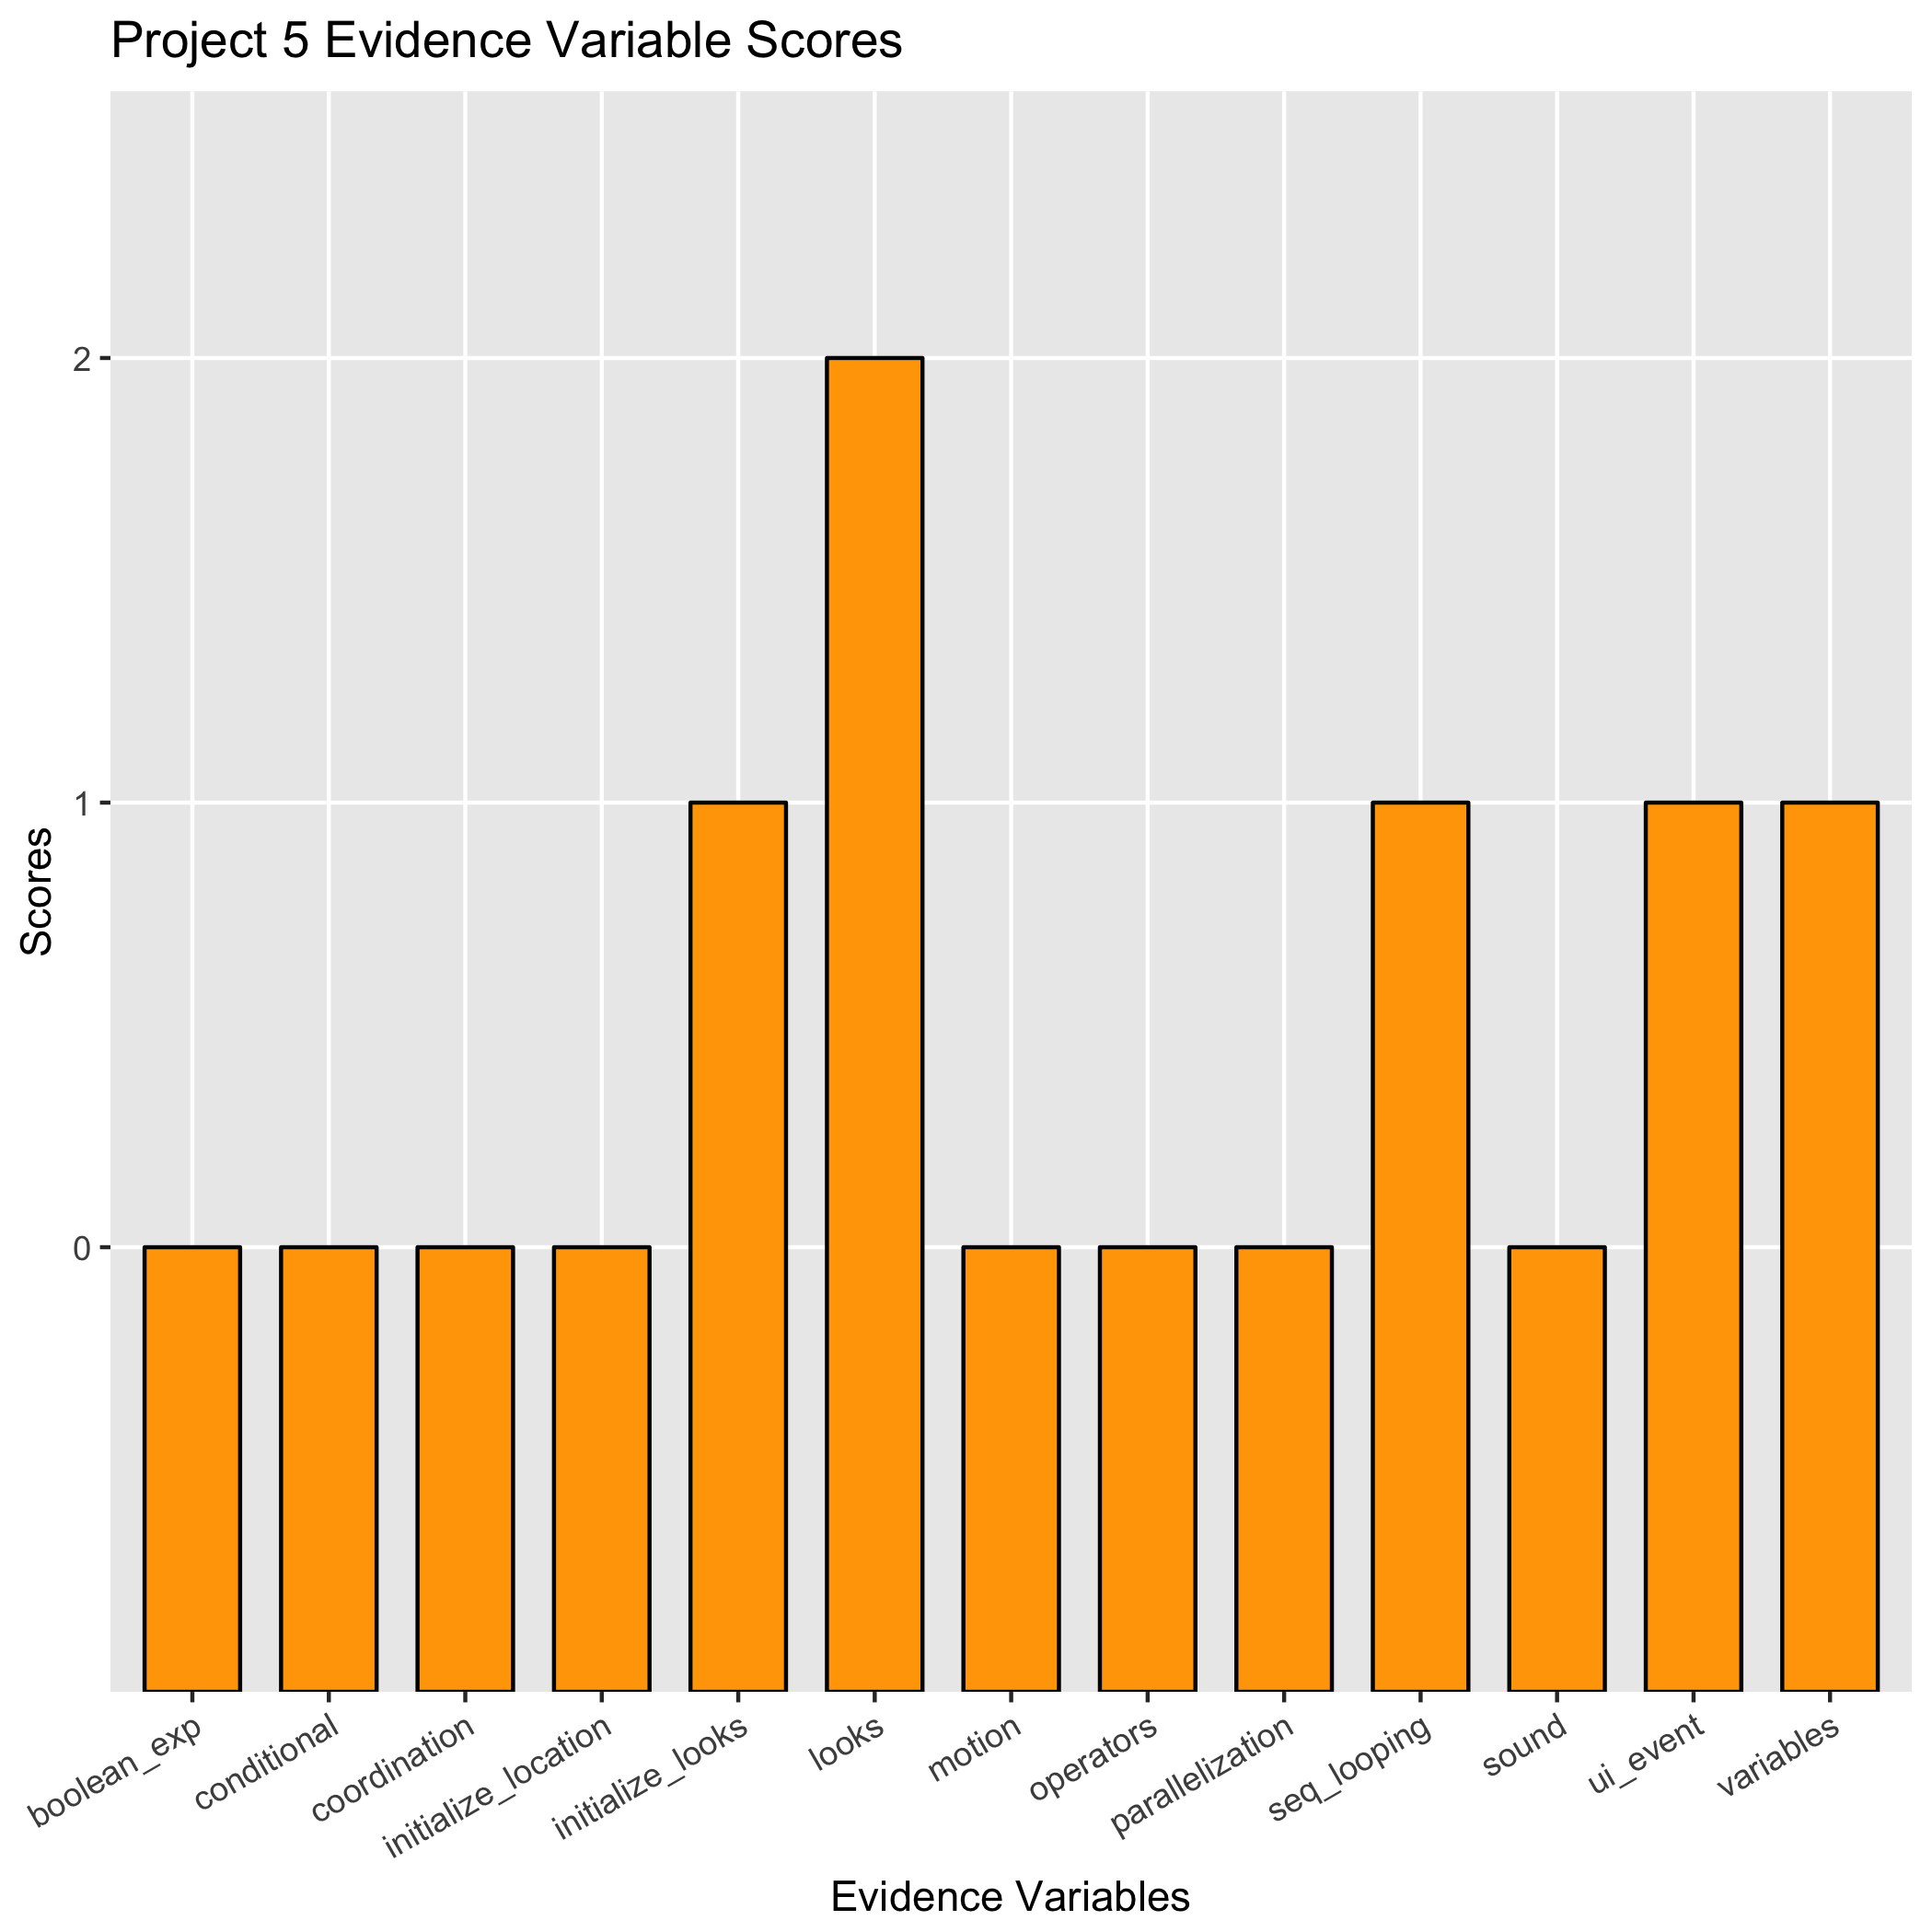 Project 5 Evidence Variable Scores
Scores
2
1
0
boolean_exp
conditional
coordination
initialize_location
initialize_looks
looks
motion
operators
parallelization
seq_looping
sound
ui_event
variables
Evidence Variables